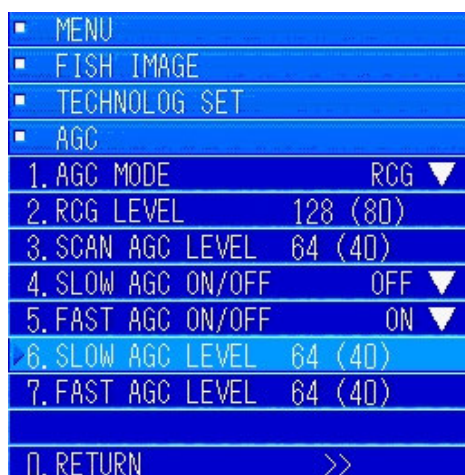 MENU
FISH IMAGE
TECHNOLOG SET
AGC
1. AGC MODE RCG ▼
2. RCG LEVEL 128 (80)
3. SCAN AGC LEVEL 64 (40)
4. SLOW AGC ON/OFF OFF ▼
5. FAST AGC ON/OFF ON ▼
6. SLOW AGC LEVEL 64 (40)
7. FAST AGC LEVEL 64 (40)
0. RETURN >>